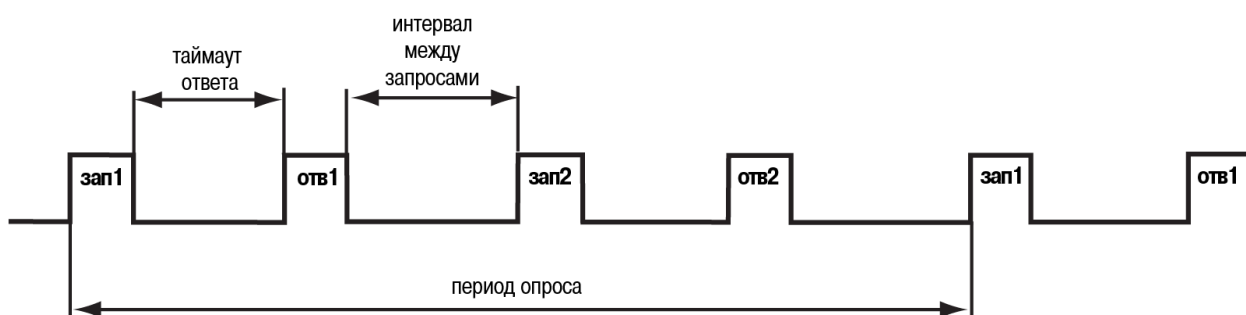 таймаут
ответа
интервал
между
запросами
зап1
отв1
зап2
отв2
зап1
отв1
период опроса